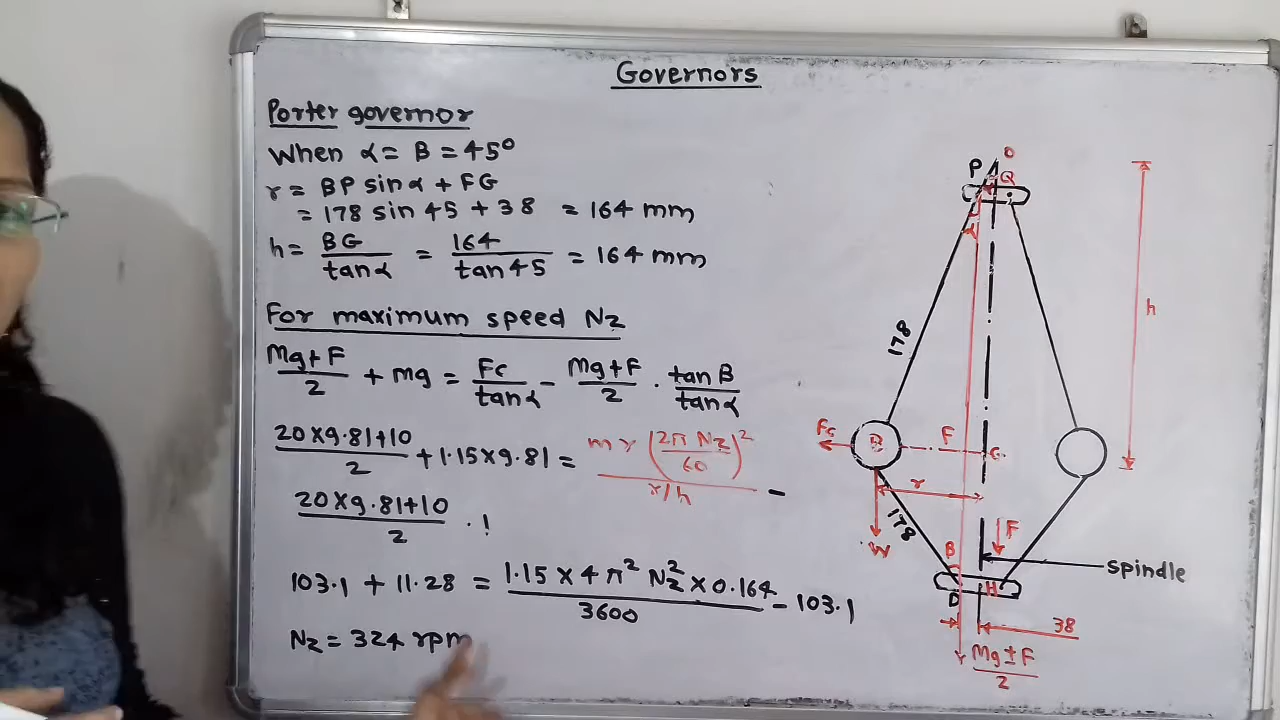 Governors
Porter governor
When α = β = 45°
r = BP sin α + FG
= 178 sin 45 + 38 = 164 mm
h = BG / tan α = 164 / tan 45 = 164 mm
For maximum speed N2
Mg+F / 2 + mg = Fc / tan α - Mg+F / 2 . tan β / tan α
20×9.81+10 / 2 + 1.15×9.81 = m r (2π N2 / 60)² / r/h -
20×9.81+10 / 2 . 1
103.1 + 11.28 = 1.15 × 4 π² N2² × 0.164 / 3600 - 103.1
N2 = 324 rpm
O
P
Q
α
178
h
Fc
B
F
G
r
178
W
F
β
Spindle
D
H
38
Mg ± F / 2